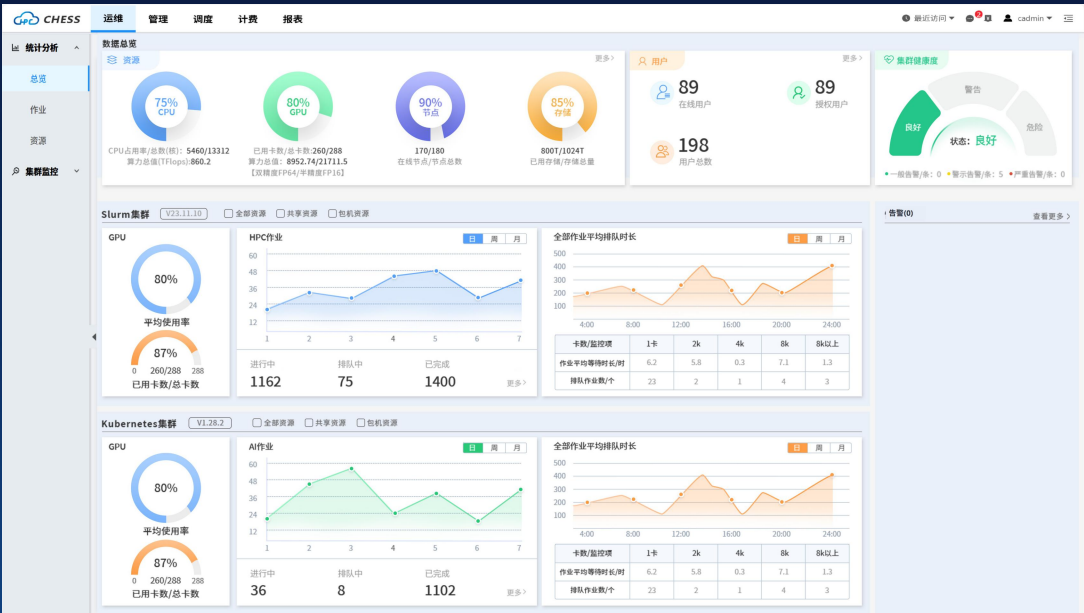 HPC CHESS 运维 管理 调度 计费 报表 最近访问 2 cadmin
统计分析
总览
作业
资源
集群监控
数据总览
资源 更多>
75% CPU
80% GPU
90% 节点
85% 存储
CPU占用率/总数(核): 5460/13312
算力总值(TFlops):860.2
已用卡数/总卡数:260/288
算力总值: 8952.74/21711.5
【双精度FP64/半精度FP16】
170/180
在线节点/节点总数
800T/1024T
已用存储/存储总量
用户 更多>
89
在线用户
89
授权用户
198
用户总数
集群健康度
警告
良好
危险
状态: 良好
一般告警/条: 0 警示告警/条: 5 严重告警/条: 0
Slurm集群 V23.11.10 全部资源 共享资源 包机资源
GPU
80%
平均使用率
87%
0 260/288 288
已用卡数/总卡数
HPC作业 日 周 月
60
48
36
24
12
1 2 3 4 5 6 7
进行中 排队中 已完成
1162 75 1400 更多>
全部作业平均排队时长 日 周 月
500
400
300
200
100
4:00 8:00 12:00 16:00 20:00 24:00
卡数/监控项 1卡 2k 4k 8k 8k以上
作业平均等待时长/时 6.2 5.8 0.3 7.1 1.3
排队作业数/个 23 2 1 4 3
告警(0) 查看更多 >
Kubernetes集群 V1.28.2 全部资源 共享资源 包机资源
GPU
80%
平均使用率
87%
0 260/288 288
已用卡数/总卡数
AI作业 日 周 月
60
48
36
24
12
1 2 3 4 5 6 7
进行中 排队中 已完成
36 8 1102 更多>
全部作业平均排队时长 日 周 月
500
400
300
200
100
4:00 8:00 12:00 16:00 20:00 24:00
卡数/监控项 1卡 2k 4k 8k 8k以上
作业平均等待时长/时 6.2 5.8 0.3 7.1 1.3
排队作业数/个 23 2 1 4 3